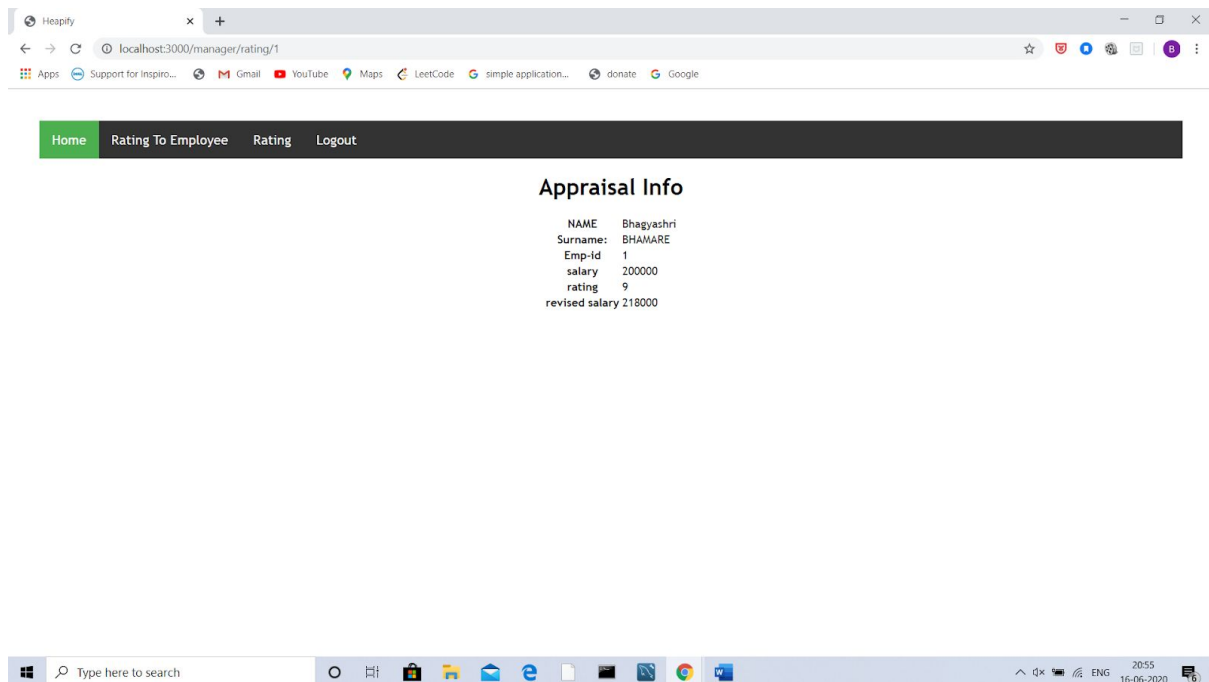 Heapify
localhost:3000/manager/rating/1
B
Apps Support for Inspiro... Gmail YouTube Maps LeetCode simple application... donate Google
Home Rating To Employee Rating Logout
Appraisal Info
NAME Bhagyashri
Surname: BHAMARE
Emp-id 1
salary 200000
rating 9
revised salary 218000
Type here to search
ENG
20:55
16-06-2020
6